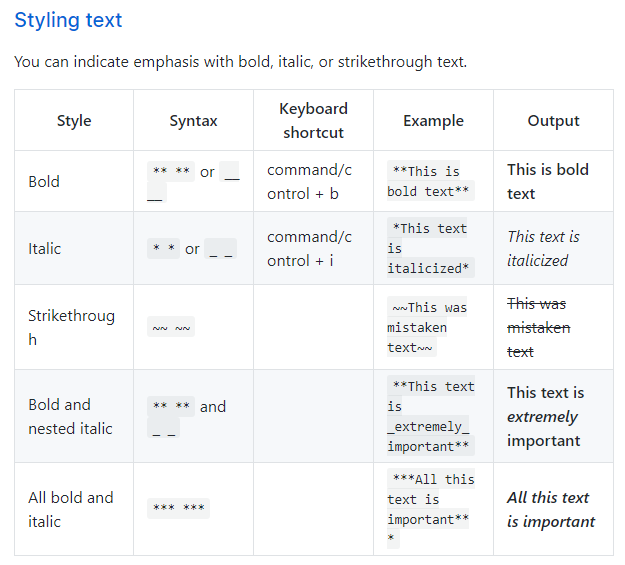 Styling text
You can indicate emphasis with bold, italic, or strikethrough text.
Style Syntax Keyboard shortcut Example Output
Bold ** ** or __ __ command/control + b **This is bold text** This is bold text
Italic * * or _ _ command/control + i *This text is italicized* This text is italicized
Strikethrough ~~ ~~ ~~This was mistaken text~~ This was mistaken text
Bold and nested italic ** ** and _ _ **This text is _extremely_ important** This text is extremely important
All bold and italic *** *** ***All this text is important*** All this text is important